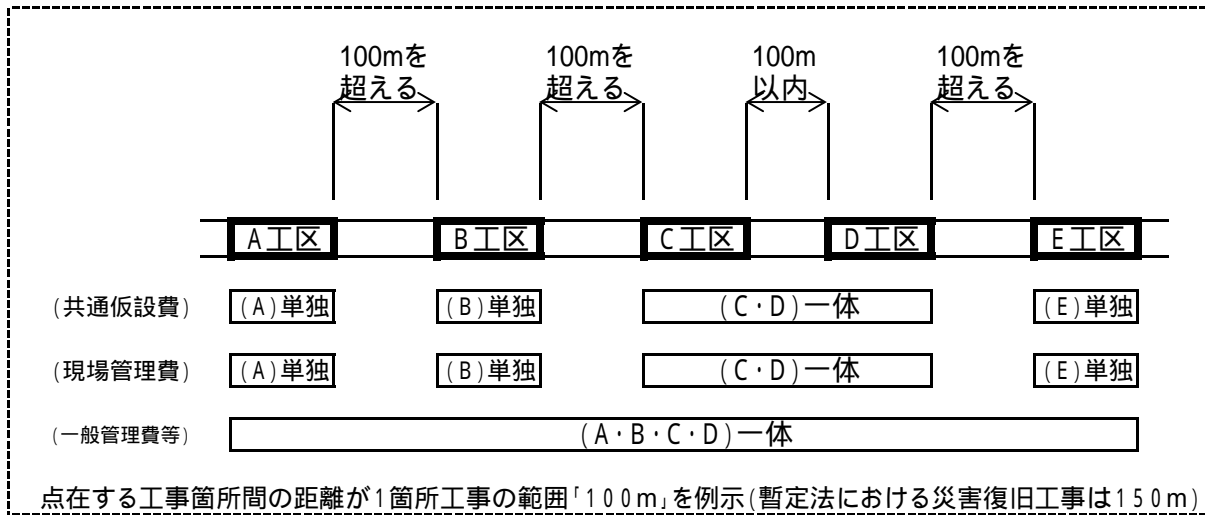 100mを 100mを 100m 100mを
超える 超える 以内 超える
A工区 B工区 C工区 D工区 E工区
(共通仮設費) (A)単独 (B)単独 (C・D)一体 (E)単独
(現場管理費) (A)単独 (B)単独 (C・D)一体 (E)単独
(一般管理費等) (A・B・C・D)一体
点在する工事箇所間の距離が1箇所工事の範囲「100m」を例示(暫定法における災害復旧工事は150m)